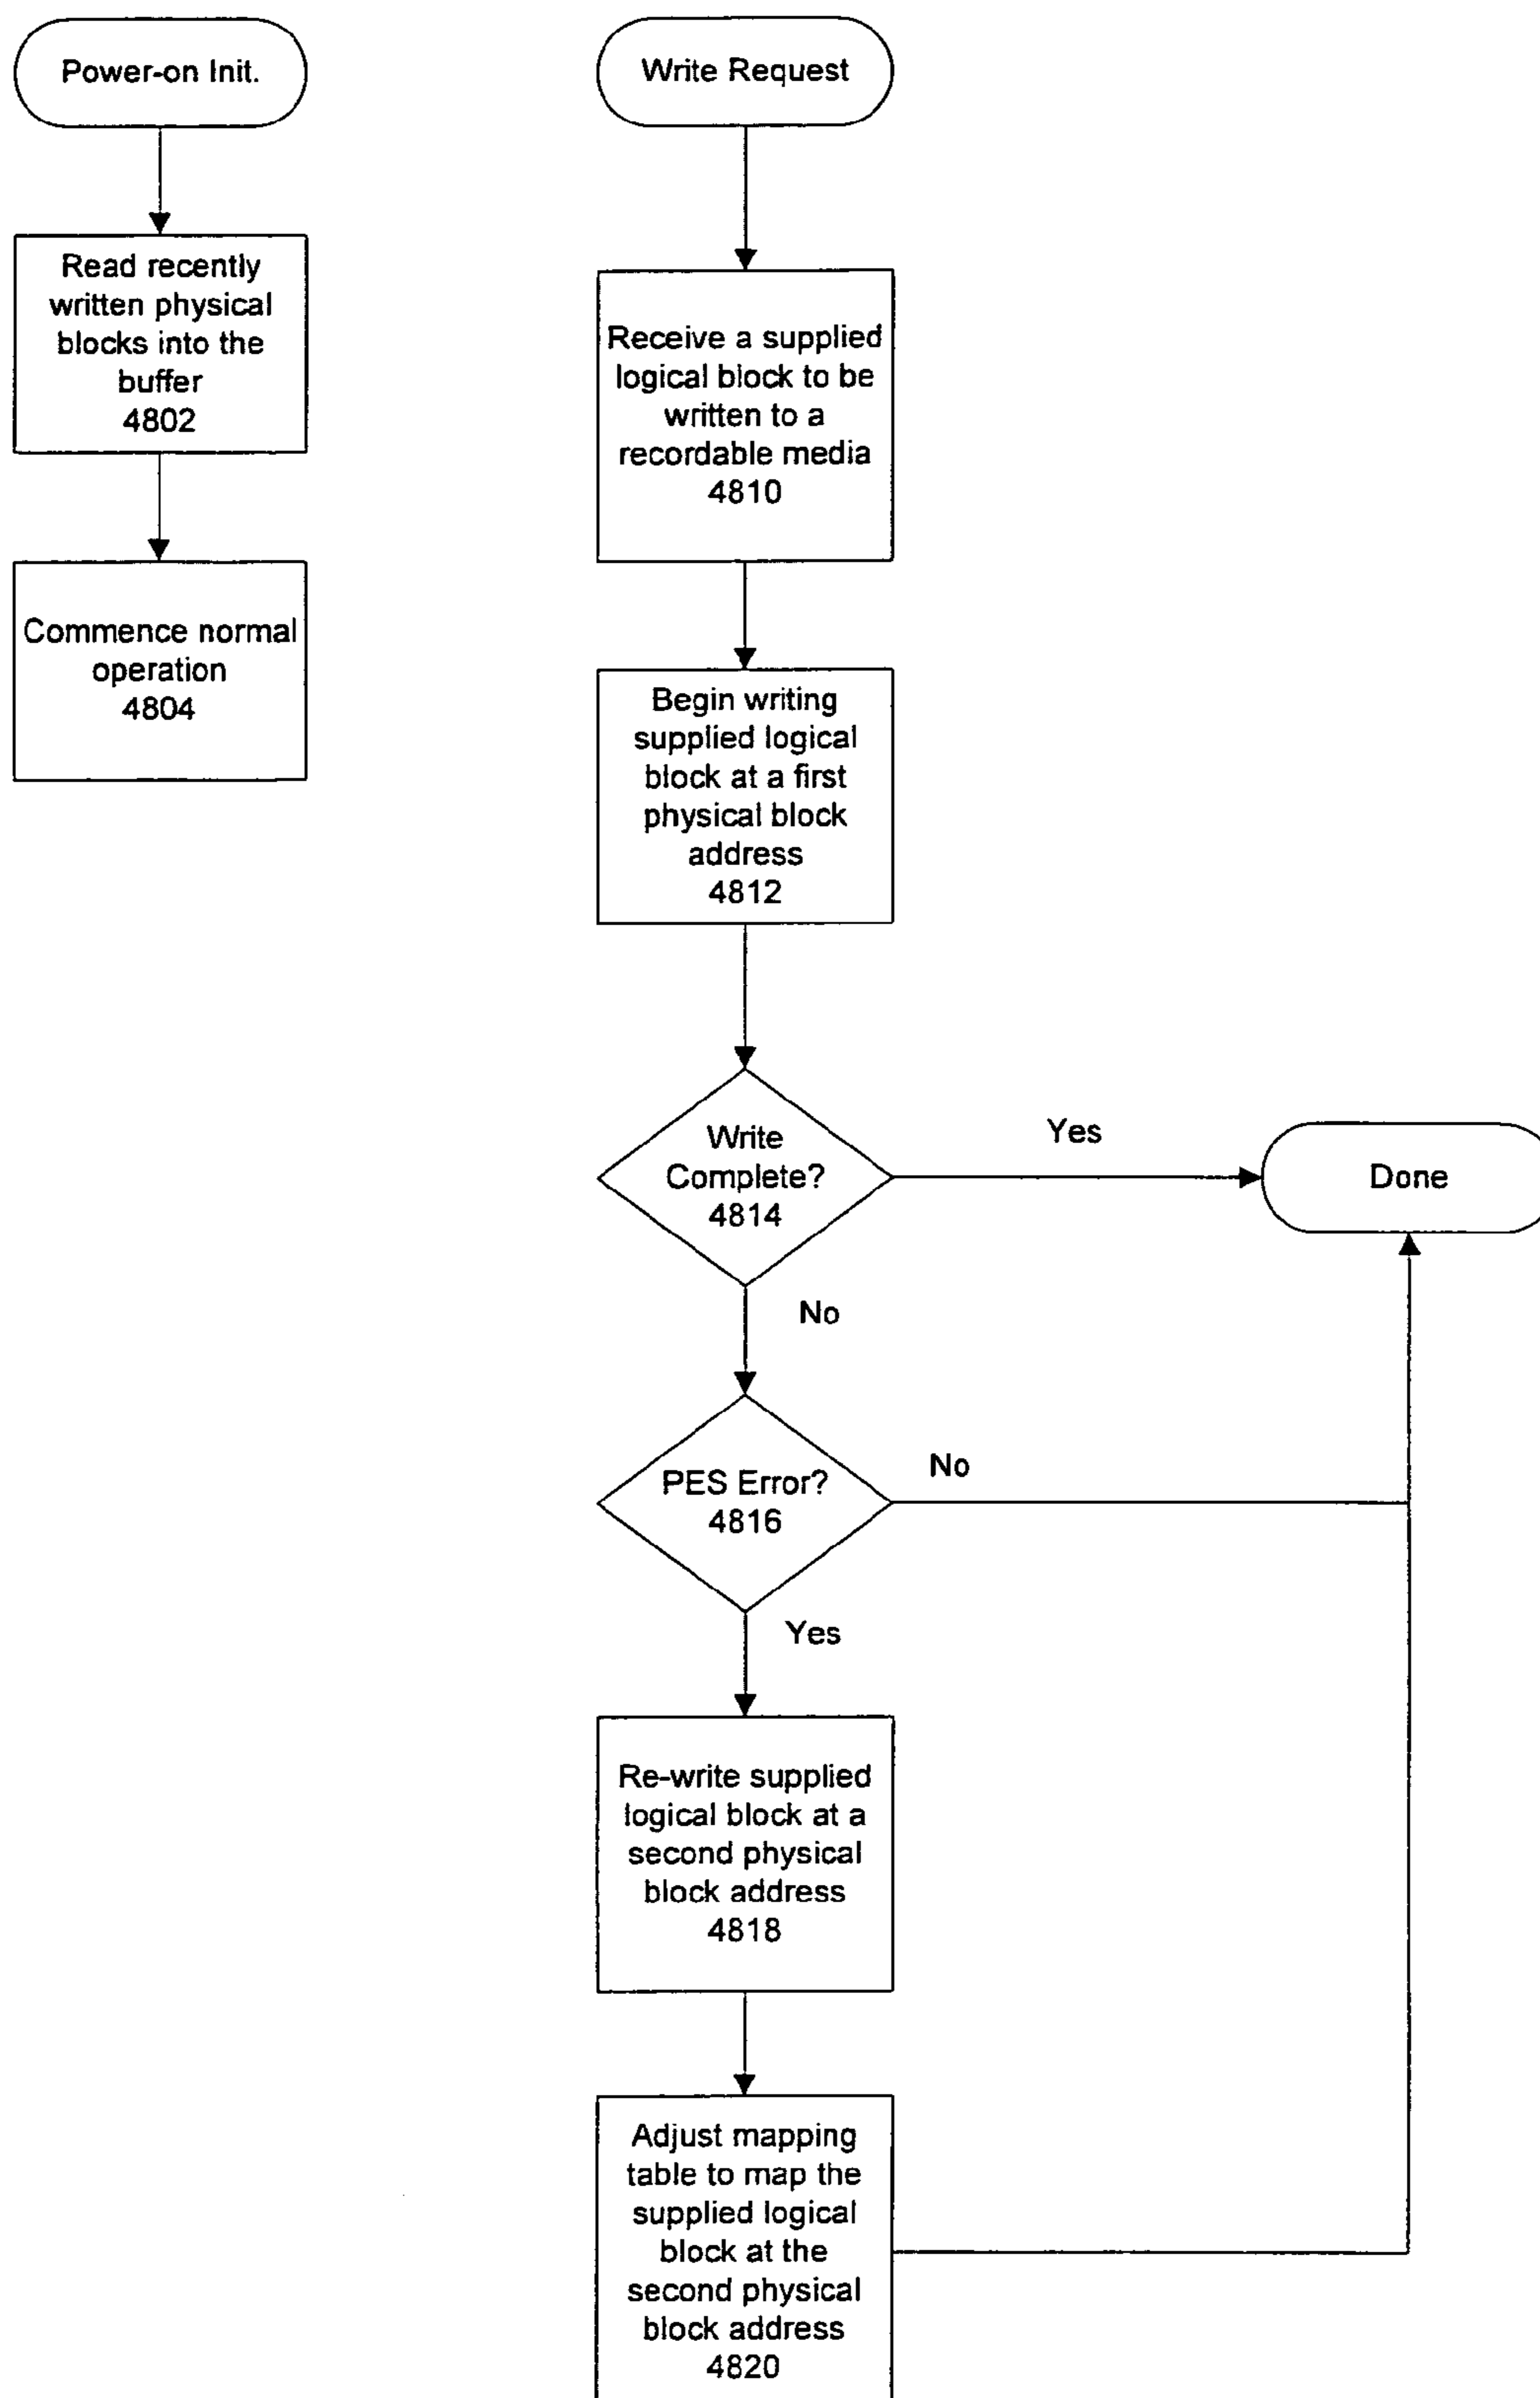 Power-on Init.
Read recently
written physical
blocks into the
buffer
4802
Commence normal
operation
4804
Write Request
Receive a supplied
logical block to be
written to a
recordable media
4810
Begin writing
supplied logical
block at a first
physical block
address
4812
Write
Complete?
4814
Yes
Done
No
PES Error?
4816
No
Yes
Re-write supplied
logical block at a
second physical
block address
4818
Adjust mapping
table to map the
supplied logical
block at the
second physical
block address
4820